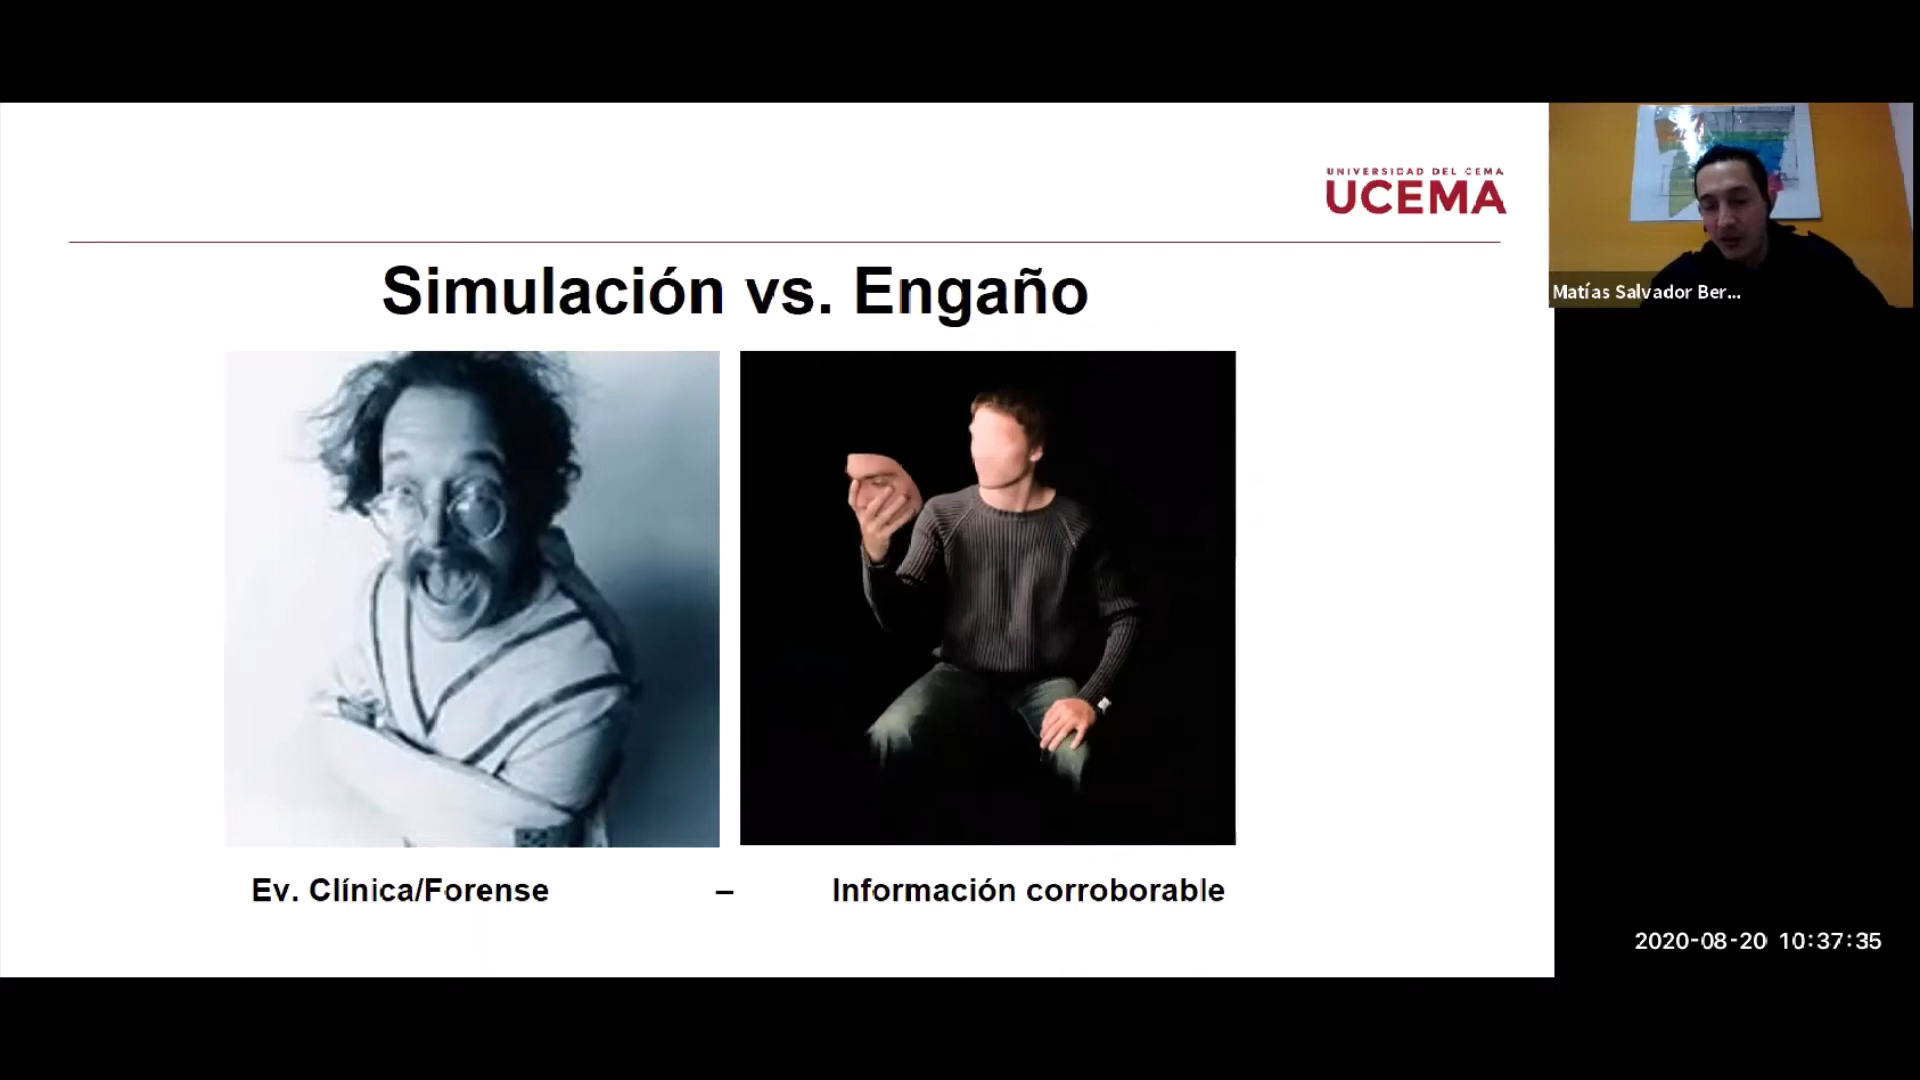 UNIVERSIDAD DEL CEMA
UCEMA
Simulación vs. Engaño
Ev. Clínica/Forense – Información corroborable
Matías Salvador Ber...
2020-08-20 10:37:35